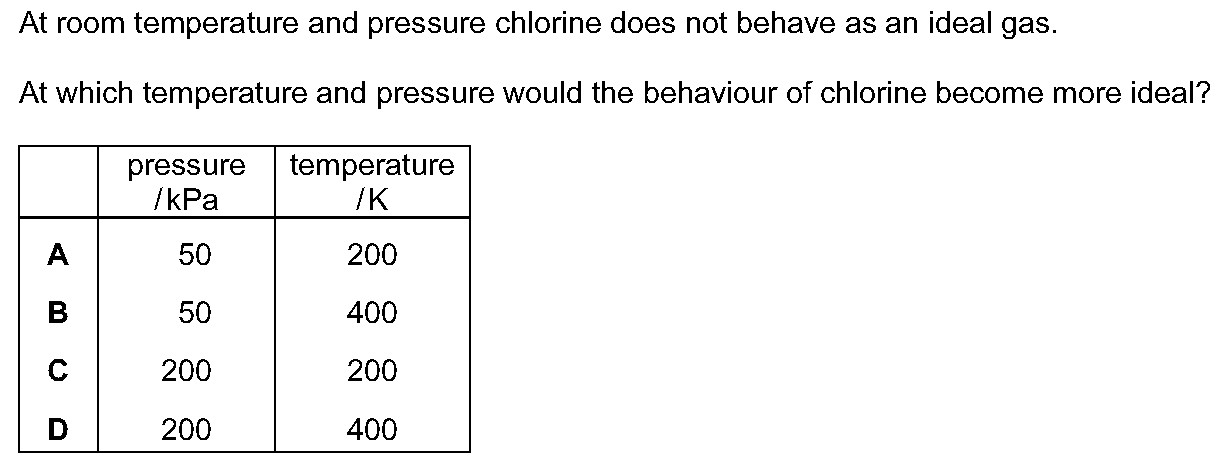 At room temperature and pressure chlorine does not behave as an ideal gas.
At which temperature and pressure would the behaviour of chlorine become more ideal?
pressure temperature
/kPa /K
A 50 200
B 50 400
C 200 200
D 200 400